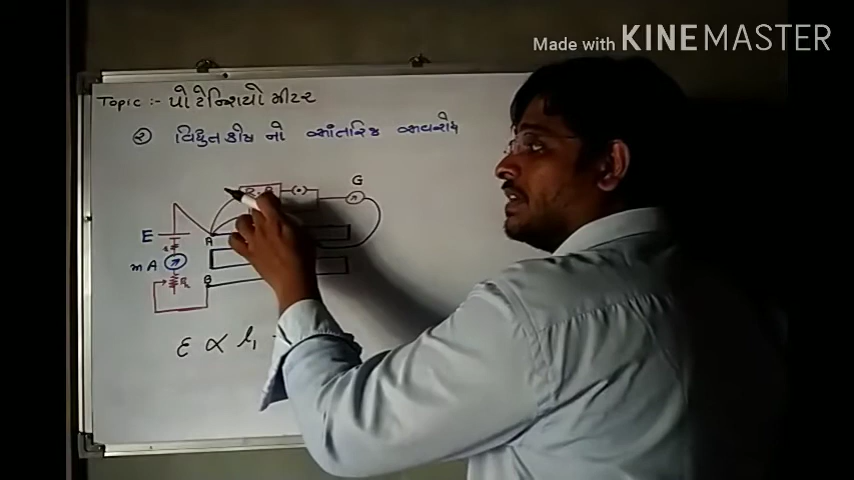 Made with KINEMASTER
Topic :- પોટેન્શિયોમીટર
૨ વિદ્યુતકોષ નો આંતરિક અવરોધ
R.B
G
E
A
mA
B
ε ∝ l₁